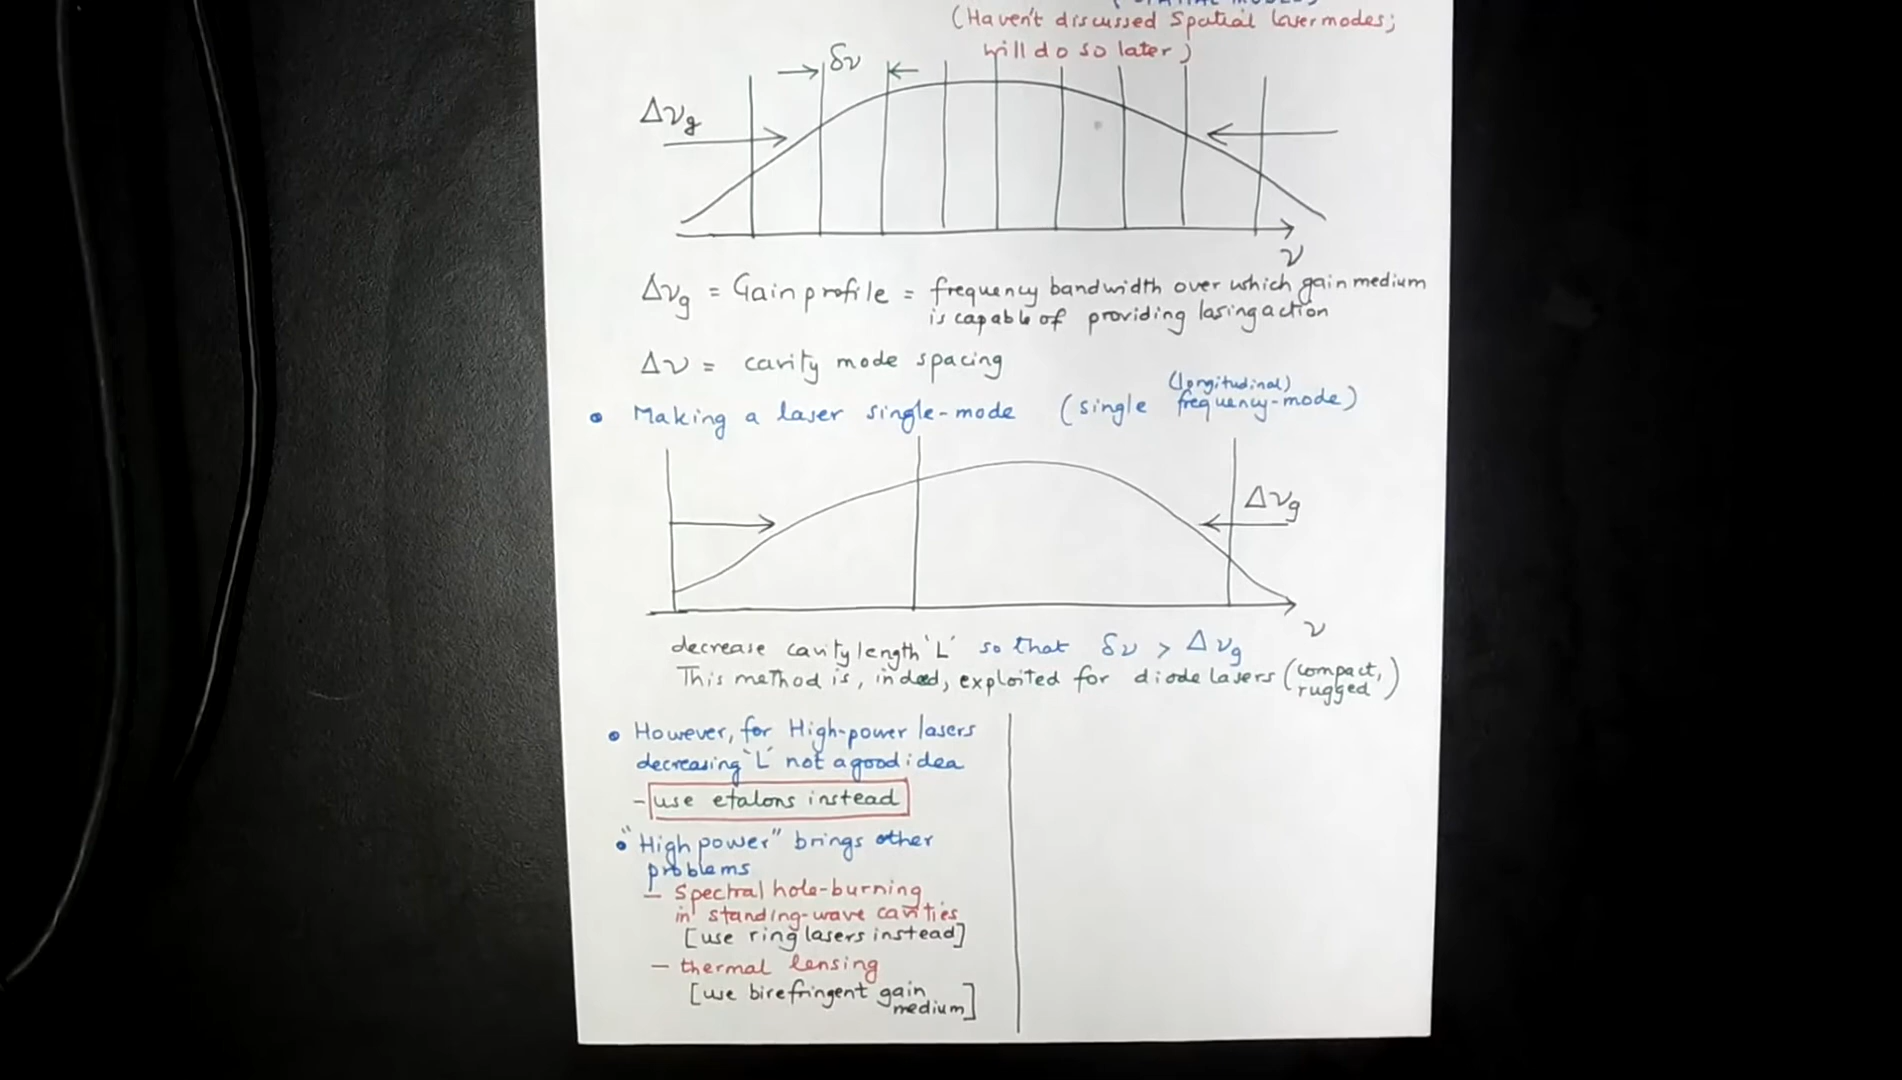 (Haven't discussed Spatial laser modes;
will do so later)
δν
Δνg
ν
Δνg = Gain profile = frequency bandwidth over which gain medium
is capable of providing lasing action
Δν = cavity mode spacing
(longitudinal)
• Making a laser single-mode (single frequency-mode)
Δνg
ν
decrease cavity length 'L' so that δν > Δνg
This method is, indeed, exploited for diode lasers (compact,
rugged)
• However, for High-power lasers
decreasing 'L' not a good idea
- use etalons instead
• "High power" brings other
problems
- Spectral hole-burning
in standing-wave cavities
[use ring lasers instead]
- thermal lensing
[use birefringent gain
medium]